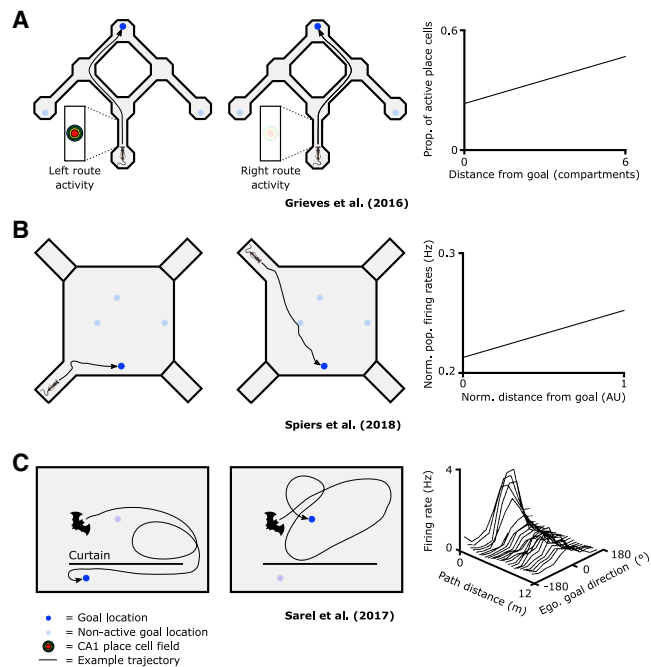 A
Left route
activity
Right route
activity
Prop. of active place cells
0.6
0
0
6
Distance from goal (compartments)
Grieves et al. (2016)
B
Norm. pop. firing rates (Hz)
0.3
0.2
0
1
Norm. distance from goal (AU)
Spiers et al. (2018)
C
Curtain
Firing rate (Hz)
4
0
0
12
Path distance (m)
-180
0
180
Ego. goal direction (°)
Sarel et al. (2017)
= Goal location
= Non-active goal location
= CA1 place cell field
= Example trajectory